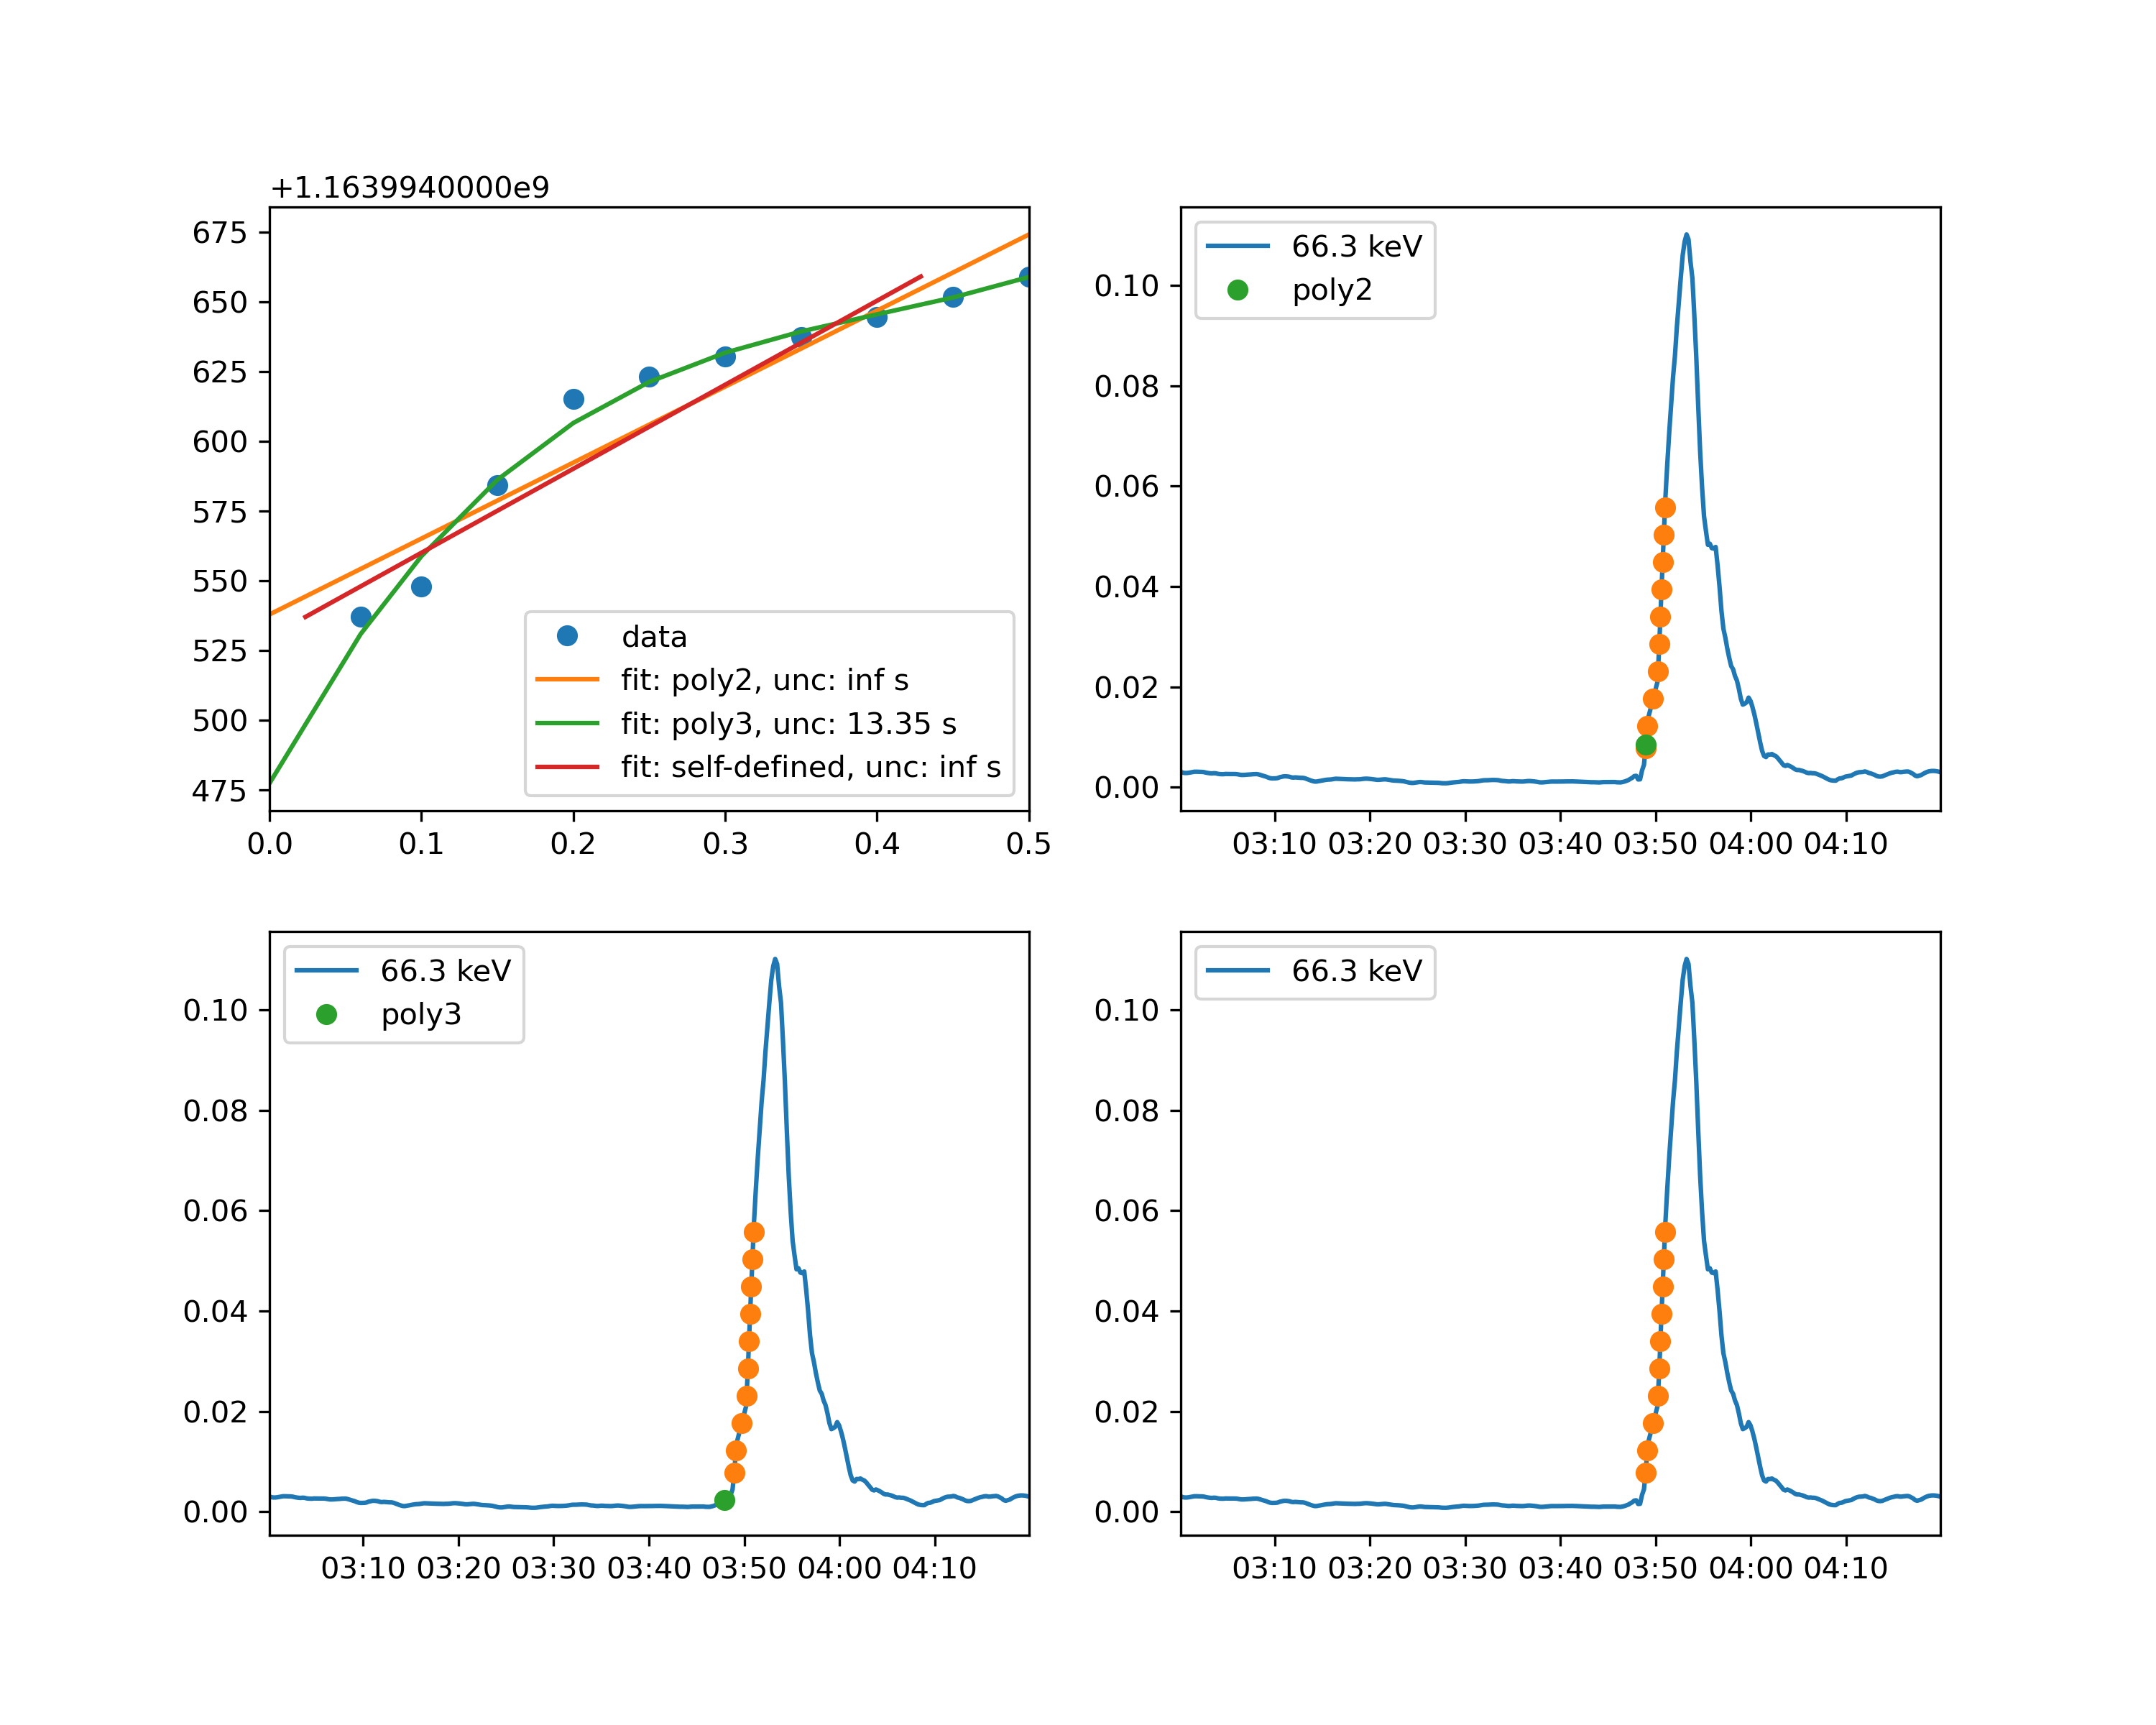 +1.1639940000e9
675
650
625
600
575
550
525
500
475
0.0 0.1 0.2 0.3 0.4 0.5
data
fit: poly2, unc: inf s
fit: poly3, unc: 13.35 s
fit: self-defined, unc: inf s
66.3 keV
poly2
0.10
0.08
0.06
0.04
0.02
0.00
03:10 03:20 03:30 03:40 03:50 04:00 04:10
66.3 keV
poly3
0.10
0.08
0.06
0.04
0.02
0.00
03:10 03:20 03:30 03:40 03:50 04:00 04:10
66.3 keV
0.10
0.08
0.06
0.04
0.02
0.00
03:10 03:20 03:30 03:40 03:50 04:00 04:10